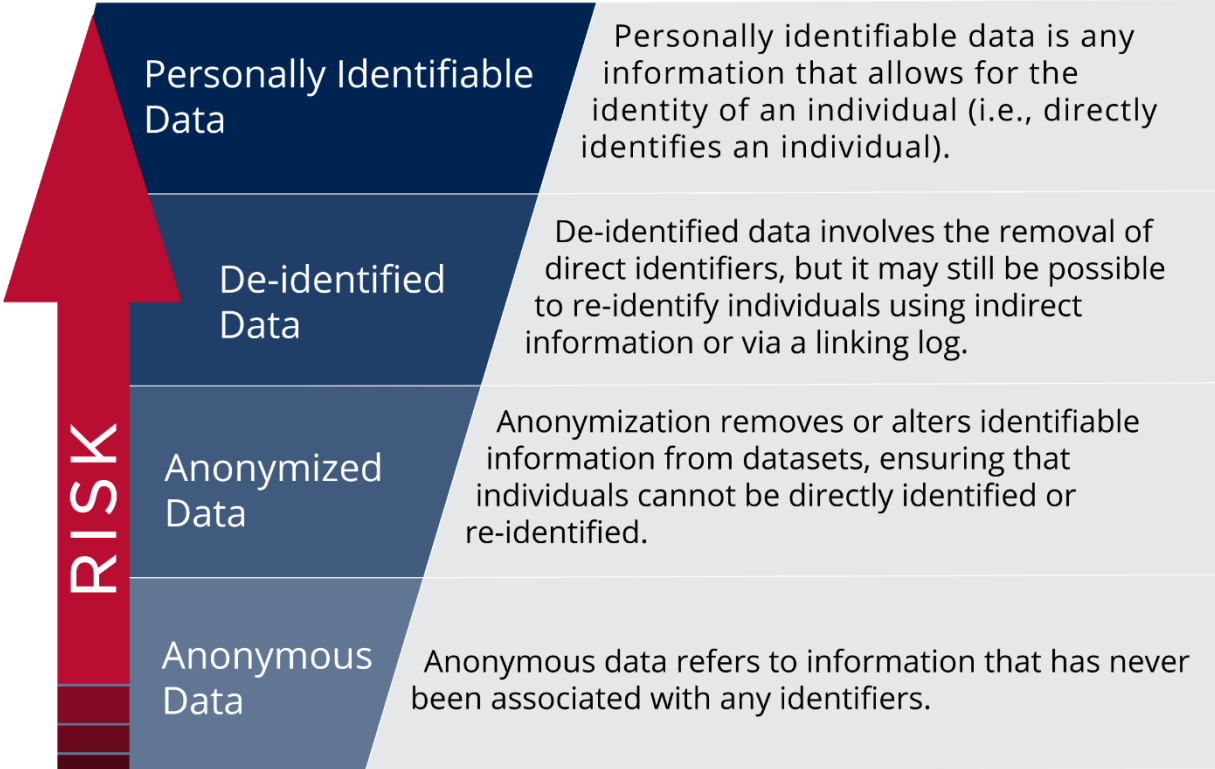 Personally Identifiable
Data
Personally identifiable data is any
information that allows for the
identity of an individual (i.e., directly
identifies an individual).
De-identified
Data
De-identified data involves the removal of
direct identifiers, but it may still be possible
to re-identify individuals using indirect
information or via a linking log.
Anonymized
Data
Anonymization removes or alters identifiable
information from datasets, ensuring that
individuals cannot be directly identified or
re-identified.
Anonymous
Data
Anonymous data refers to information that has never
been associated with any identifiers.
RISK